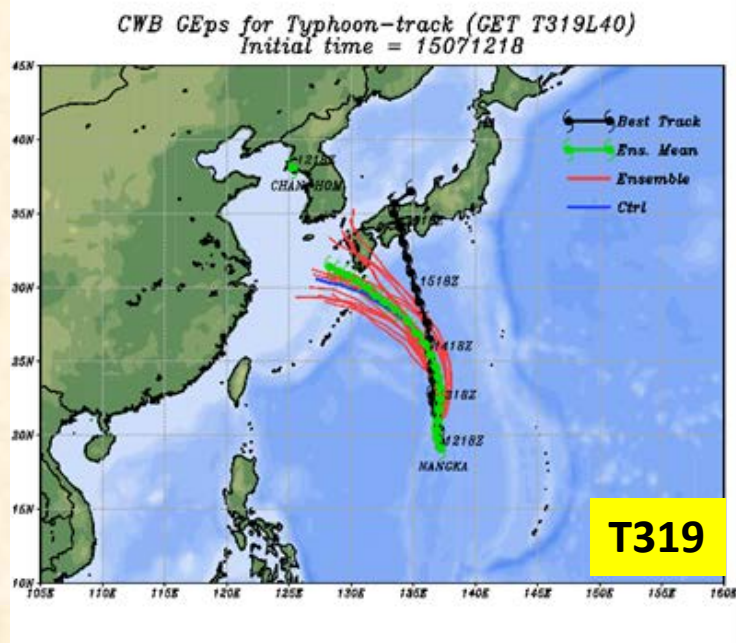 CWB GEps for Typhoon-track (GET T319L40)
Initial time = 15071218
45N
40N
35N
30N
25N
20N
15N
10N
105E 110E 115E 120E 125E 130E 135E 140E 145E 150E 155E 160E
Best Track
Ens. Mean
Ensemble
Ctrl
1218Z
1518Z
1418Z
318Z
1218Z
NANGKA
T319